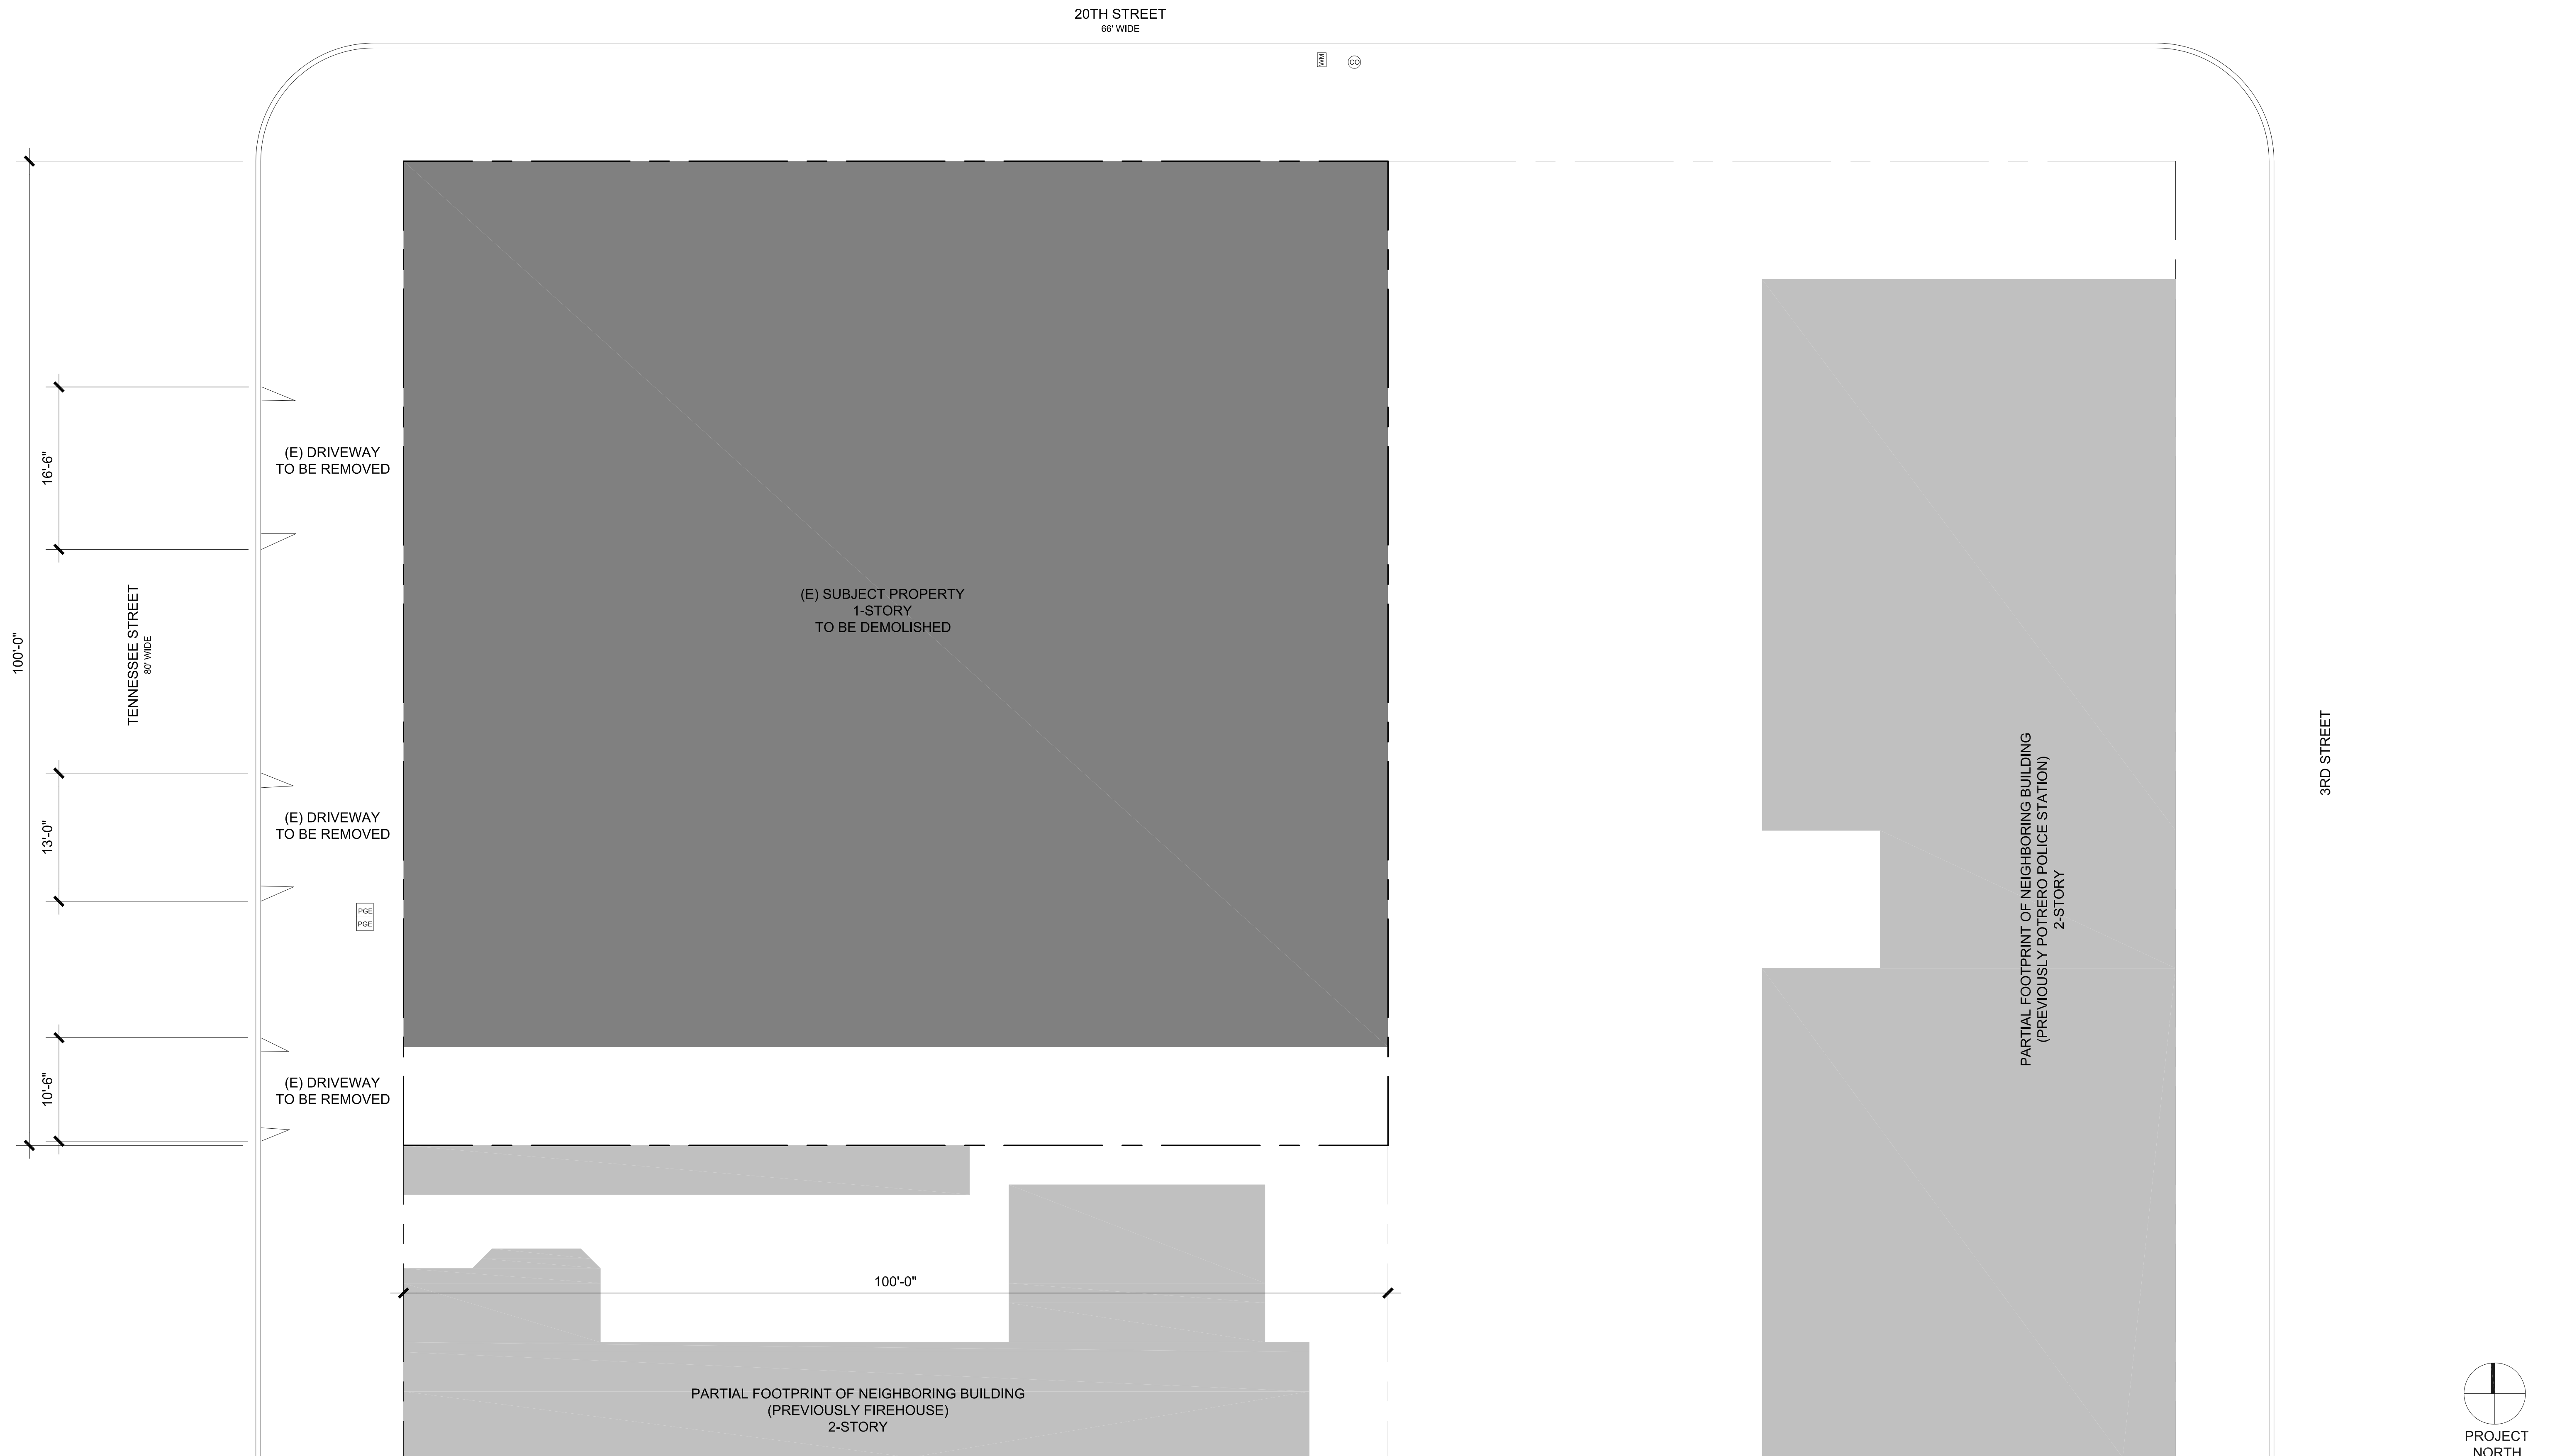 20TH STREET
66' WIDE
WM
CO
(E) DRIVEWAY
TO BE REMOVED
16'-6"
(E) SUBJECT PROPERTY
1-STORY
TO BE DEMOLISHED
100'-0"
TENNESSEE STREET
80' WIDE
3RD STREET
(E) DRIVEWAY
TO BE REMOVED
13'-0"
PARTIAL FOOTPRINT OF NEIGHBORING BUILDING
(PREVIOUSLY POTRERO POLICE STATION)
2-STORY
PGE
PGE
(E) DRIVEWAY
TO BE REMOVED
10'-6"
100'-0"
PARTIAL FOOTPRINT OF NEIGHBORING BUILDING
(PREVIOUSLY FIREHOUSE)
2-STORY
PROJECT
NORTH